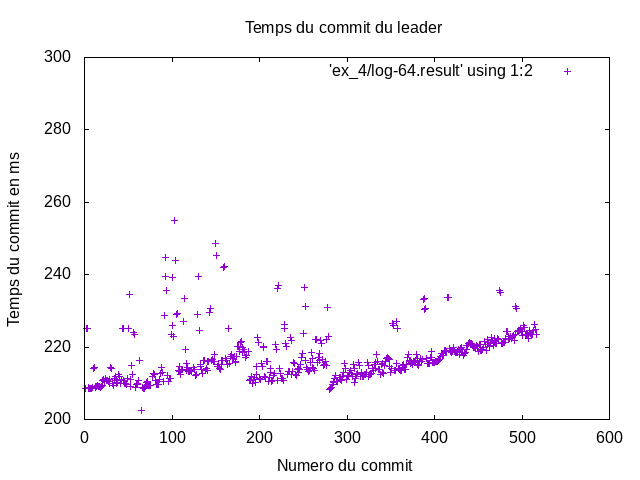 Temps du commit du leader
'ex_4/log-64.result' using 1:2
Temps du commit en ms
300
280
260
240
220
200
0 100 200 300 400 500 600
Numero du commit